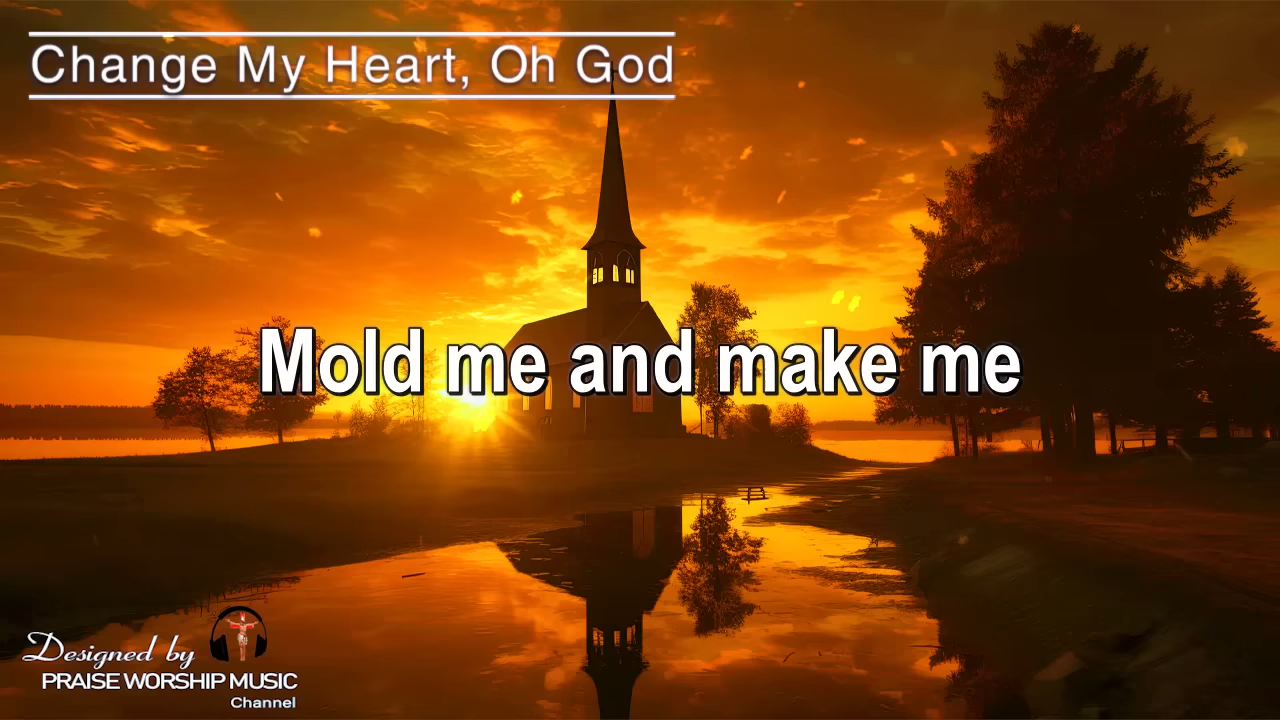 Change My Heart, Oh God
Mold me and make me
Designed by
PRAISE WORSHIP MUSIC
Channel